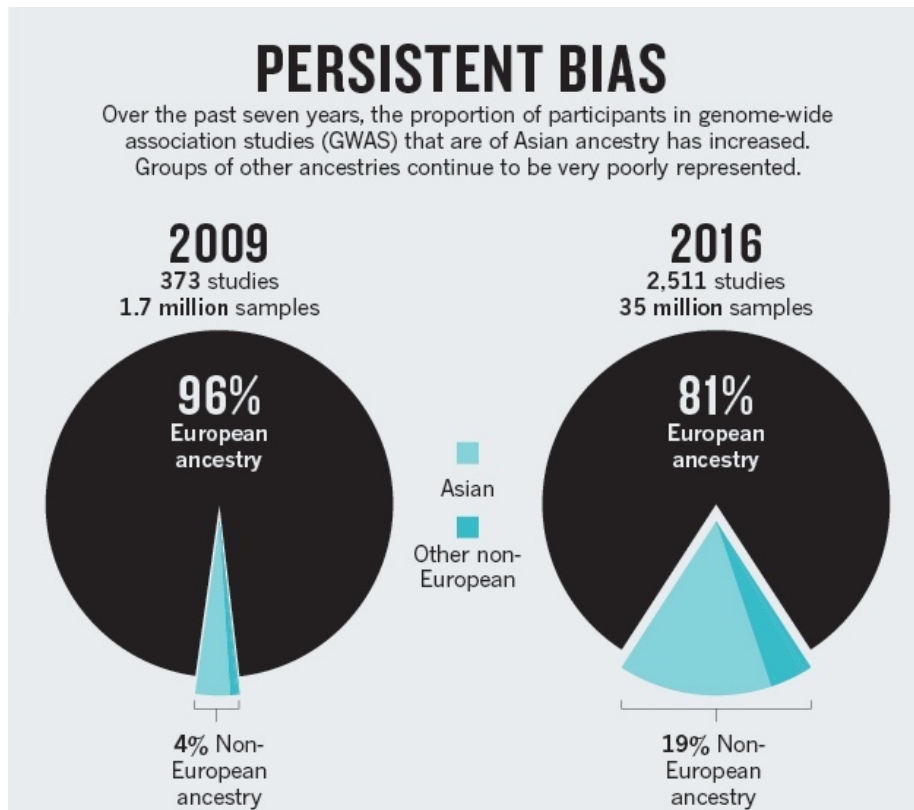 PERSISTENT BIAS
Over the past seven years, the proportion of participants in genome-wide
association studies (GWAS) that are of Asian ancestry has increased.
Groups of other ancestries continue to be very poorly represented.
2009
373 studies
1.7 million samples
96%
European
ancestry
4% Non-
European
ancestry
Asian
Other non-
European
2016
2,511 studies
35 million samples
81%
European
ancestry
19% Non-
European
ancestry